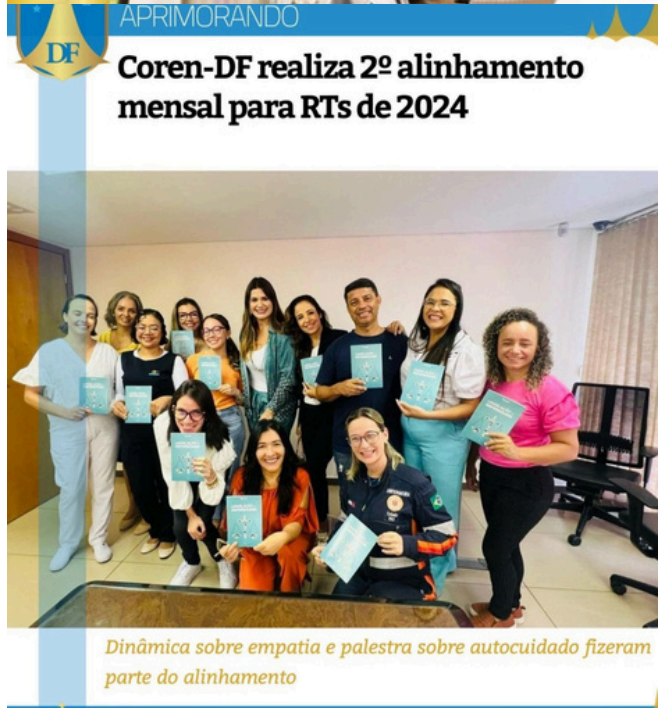 APRIMORANDO
DF
Coren-DF realiza 2º alinhamento
mensal para RTs de 2024
Dinâmica sobre empatia e palestra sobre autocuidado fizeram
parte do alinhamento